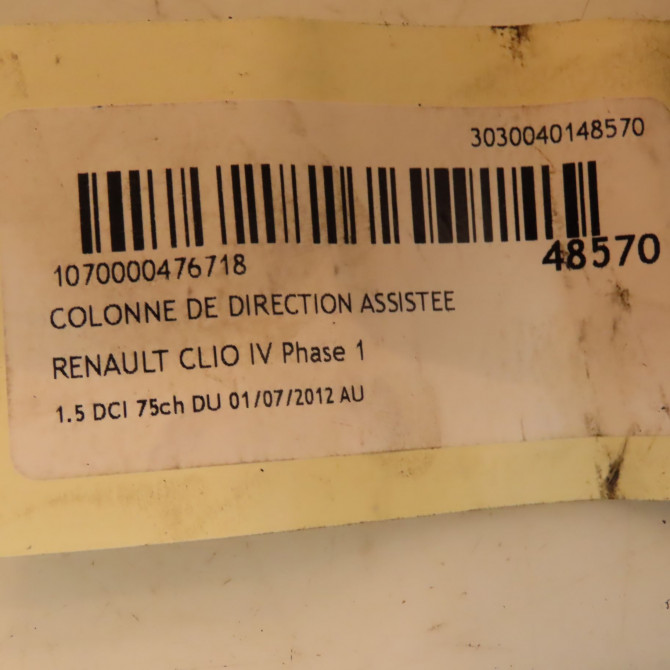 3030040148570
48570
1070000476718
COLONNE DE DIRECTION ASSISTEE
RENAULT CLIO IV Phase 1
1.5 DCI 75ch DU 01/07/2012 AU